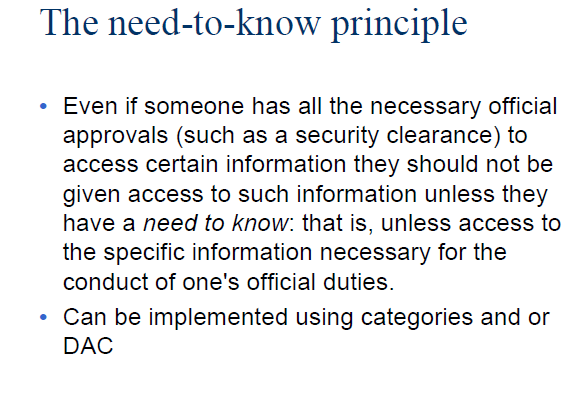 The need-to-know principle
• Even if someone has all the necessary official
approvals (such as a security clearance) to
access certain information they should not be
given access to such information unless they
have a need to know: that is, unless access to
the specific information necessary for the
conduct of one's official duties.
• Can be implemented using categories and or
DAC